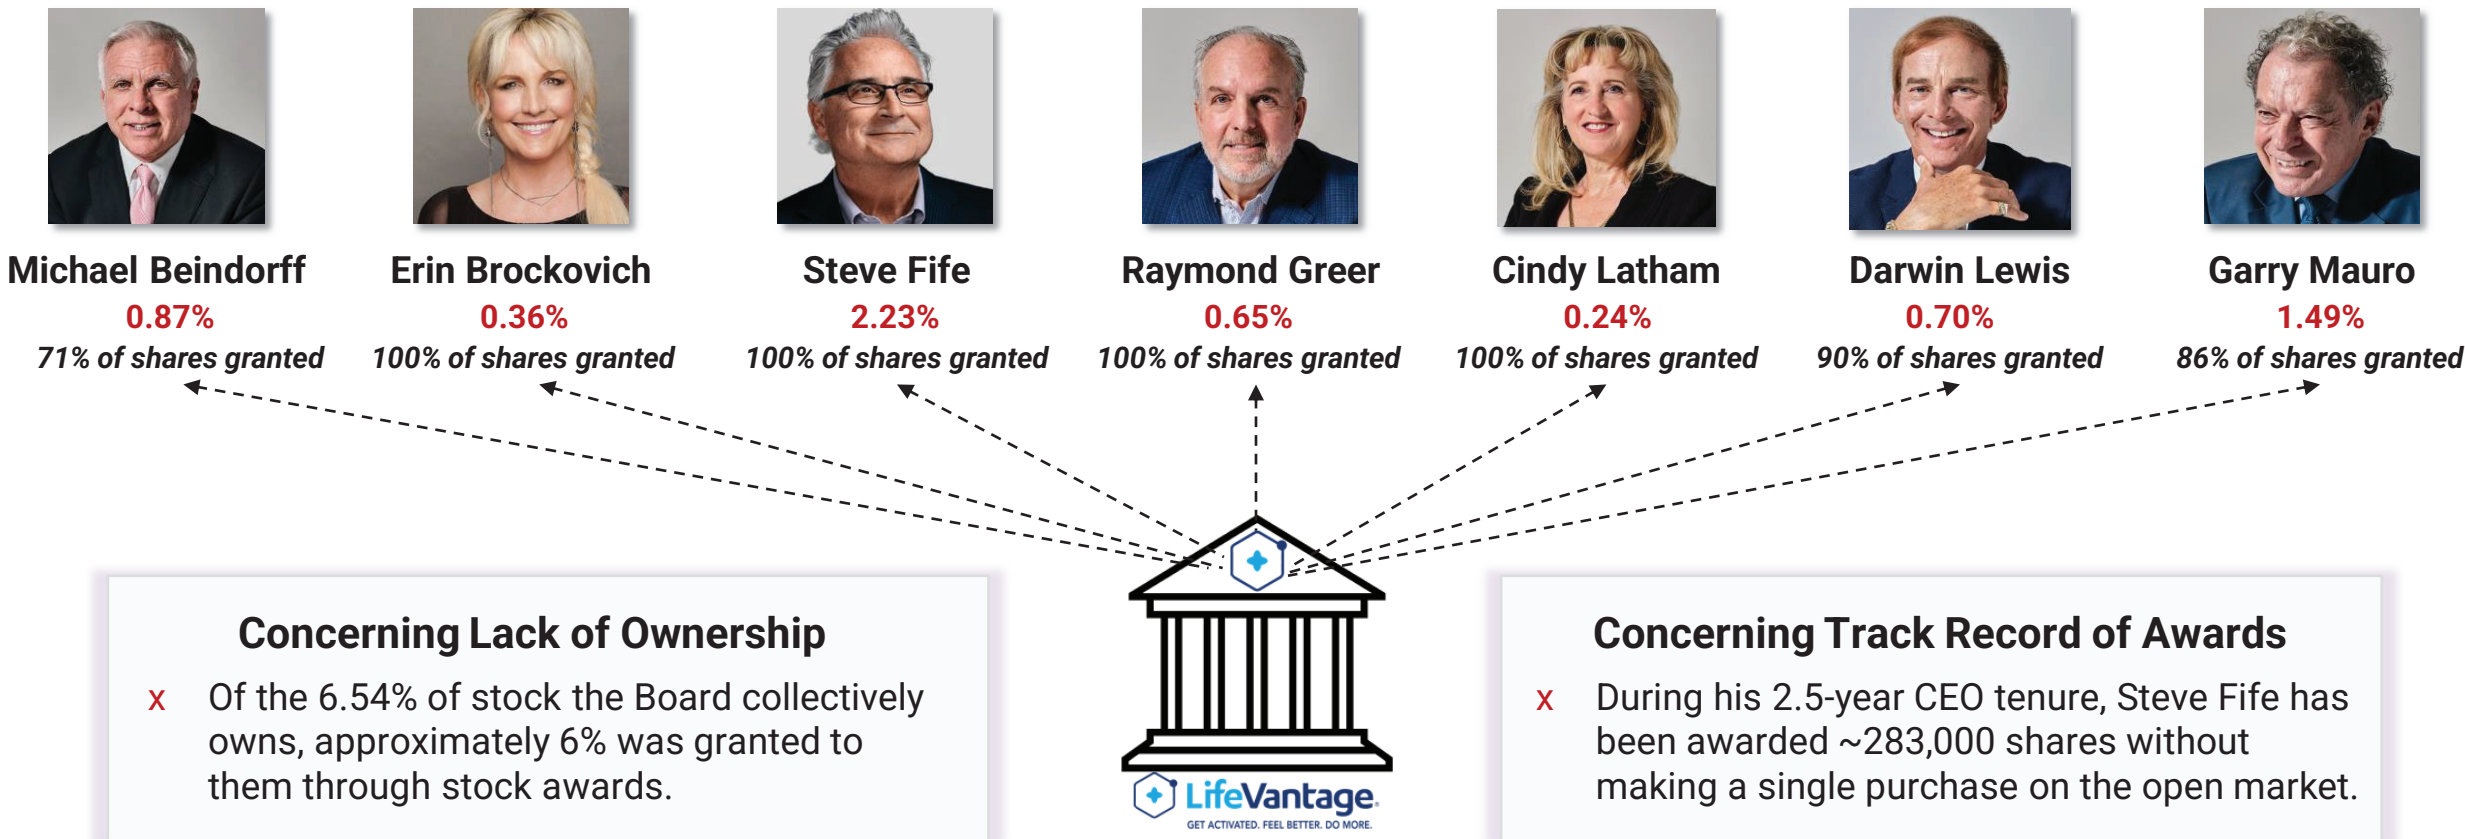 Michael Beindorff
0.87%
71% of shares granted
Erin Brockovich
0.36%
100% of shares granted
Steve Fife
2.23%
100% of shares granted
Raymond Greer
0.65%
100% of shares granted
Cindy Latham
0.24%
100% of shares granted
Darwin Lewis
0.70%
90% of shares granted
Garry Mauro
1.49%
86% of shares granted
Concerning Lack of Ownership
x Of the 6.54% of stock the Board collectively
owns, approximately 6% was granted to
them through stock awards.
LifeVantage®
GET ACTIVATED. FEEL BETTER. DO MORE.
Concerning Track Record of Awards
x During his 2.5-year CEO tenure, Steve Fife has
been awarded ~283,000 shares without
making a single purchase on the open market.